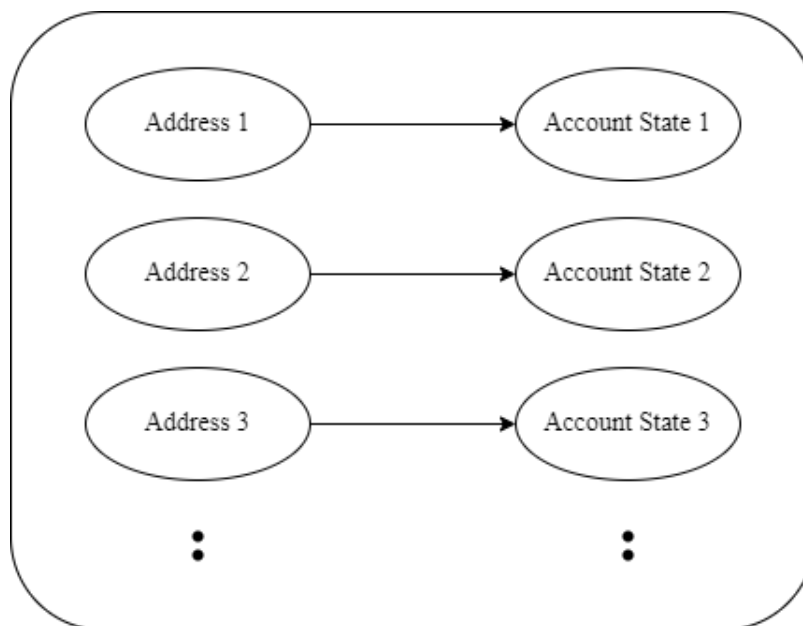 Address 1
Account State 1
Address 2
Account State 2
Address 3
Account State 3